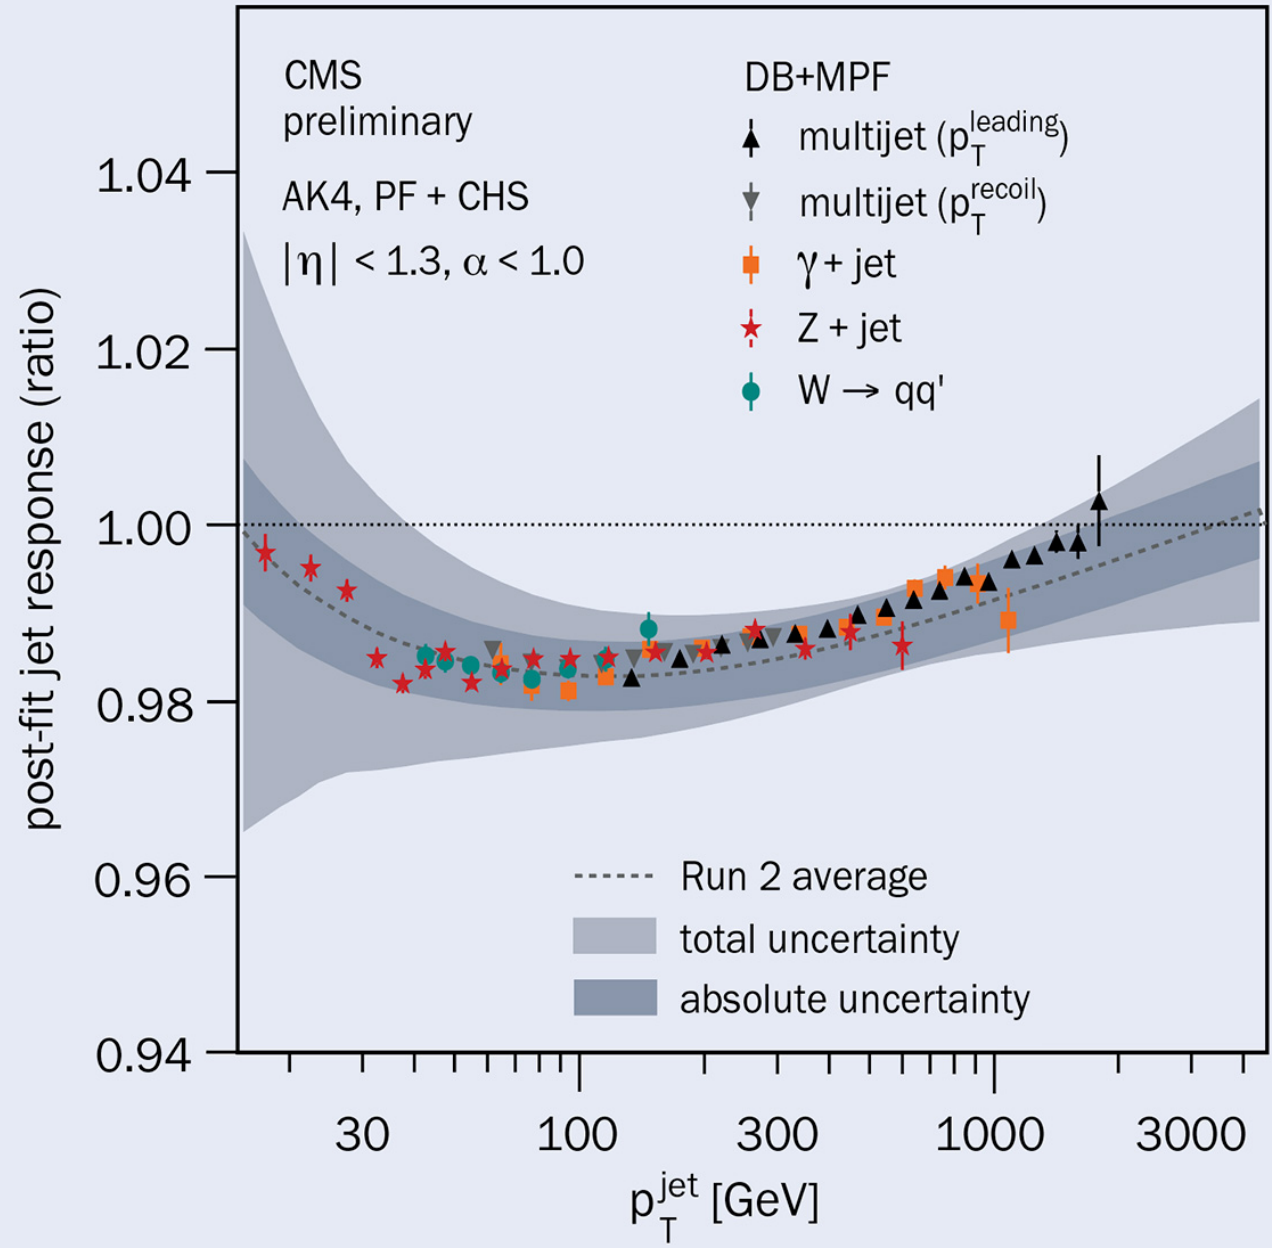 CMS
preliminary
AK4, PF + CHS
|η| < 1.3, α < 1.0
DB+MPF
multijet (p_T^leading)
multijet (p_T^recoil)
γ + jet
Z + jet
W → qq'
1.04
1.02
1.00
0.98
0.96
0.94
post-fit jet response (ratio)
Run 2 average
total uncertainty
absolute uncertainty
30 100 300 1000 3000
p_T^jet [GeV]